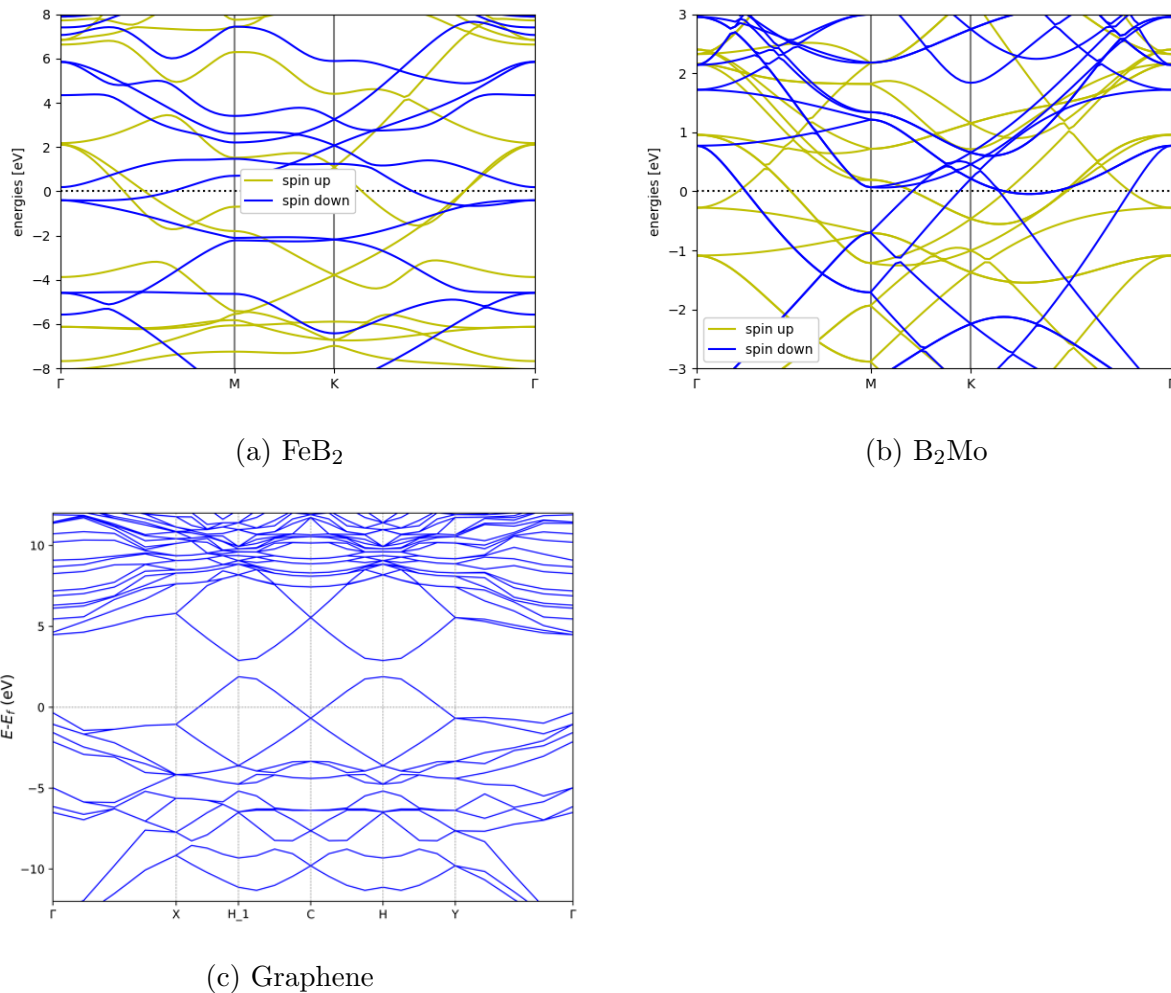 8
6
4
2
0
−2
−4
−6
−8
energies [eV]
spin up
spin down
Γ
M
K
Γ
(a) FeB₂
3
2
1
0
−1
−2
−3
energies [eV]
spin up
spin down
Γ
M
K
Γ
(b) B₂Mo
10
5
0
−5
−10
E-E_f (eV)
Γ
X
H_1
C
H
Y
Γ
(c) Graphene